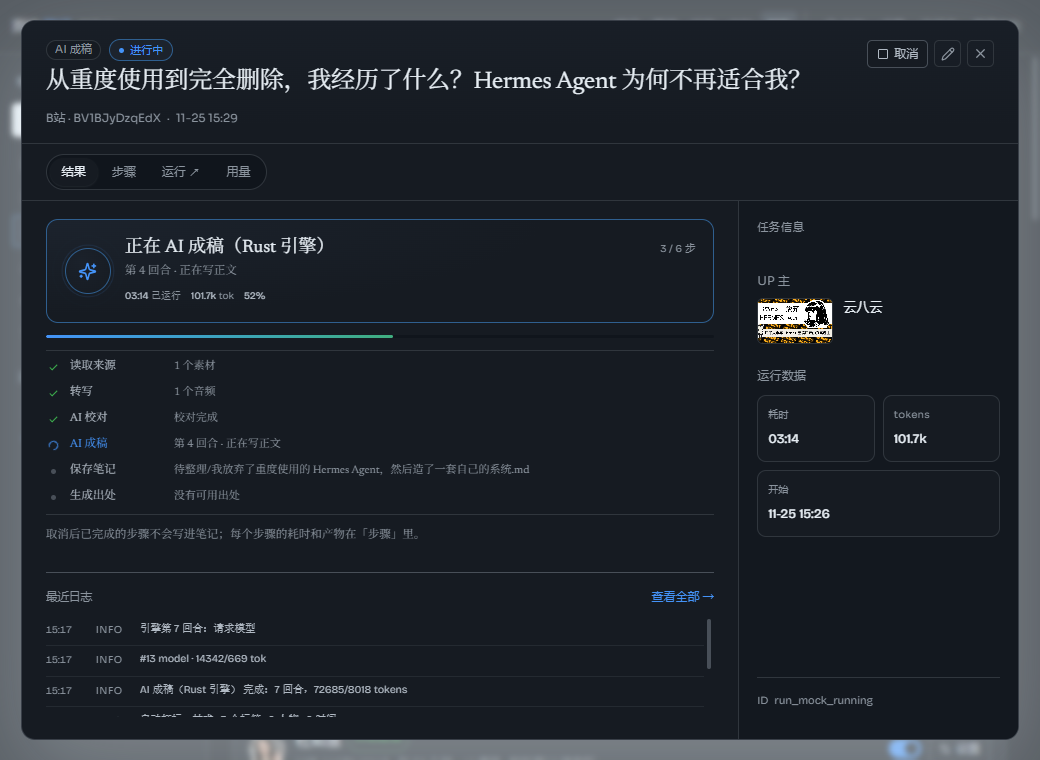 AI 成稿
进行中
取消
从重度使用到完全删除，我经历了什么？Hermes Agent 为何不再适合我？
B站 · BV1BJyDzqEdX · 11-25 15:29
结果 步骤 运行 ↗ 用量
正在 AI 成稿（Rust 引擎）
3 / 6 步
第 4 回合 · 正在写正文
03:14 已运行 101.7k tok 52%
读取来源 1 个素材
转写 1 个音频
AI 校对 校对完成
AI 成稿 第 4 回合 · 正在写正文
保存笔记 待整理/我放弃了重度使用的 Hermes Agent，然后造了一套自己的系统.md
生成出处 没有可用出处
取消后已完成的步骤不会写进笔记；每个步骤的耗时和产物在「步骤」里。
最近日志
查看全部 →
15:17 INFO 引擎第 7 回合：请求模型
15:17 INFO #13 model · 14342/669 tok
15:17 INFO AI 成稿（Rust 引擎） 完成：7 回合，72685/8018 tokens
任务信息
UP 主
云八云
运行数据
耗时
03:14
tokens
101.7k
开始
11-25 15:26
ID run_mock_running